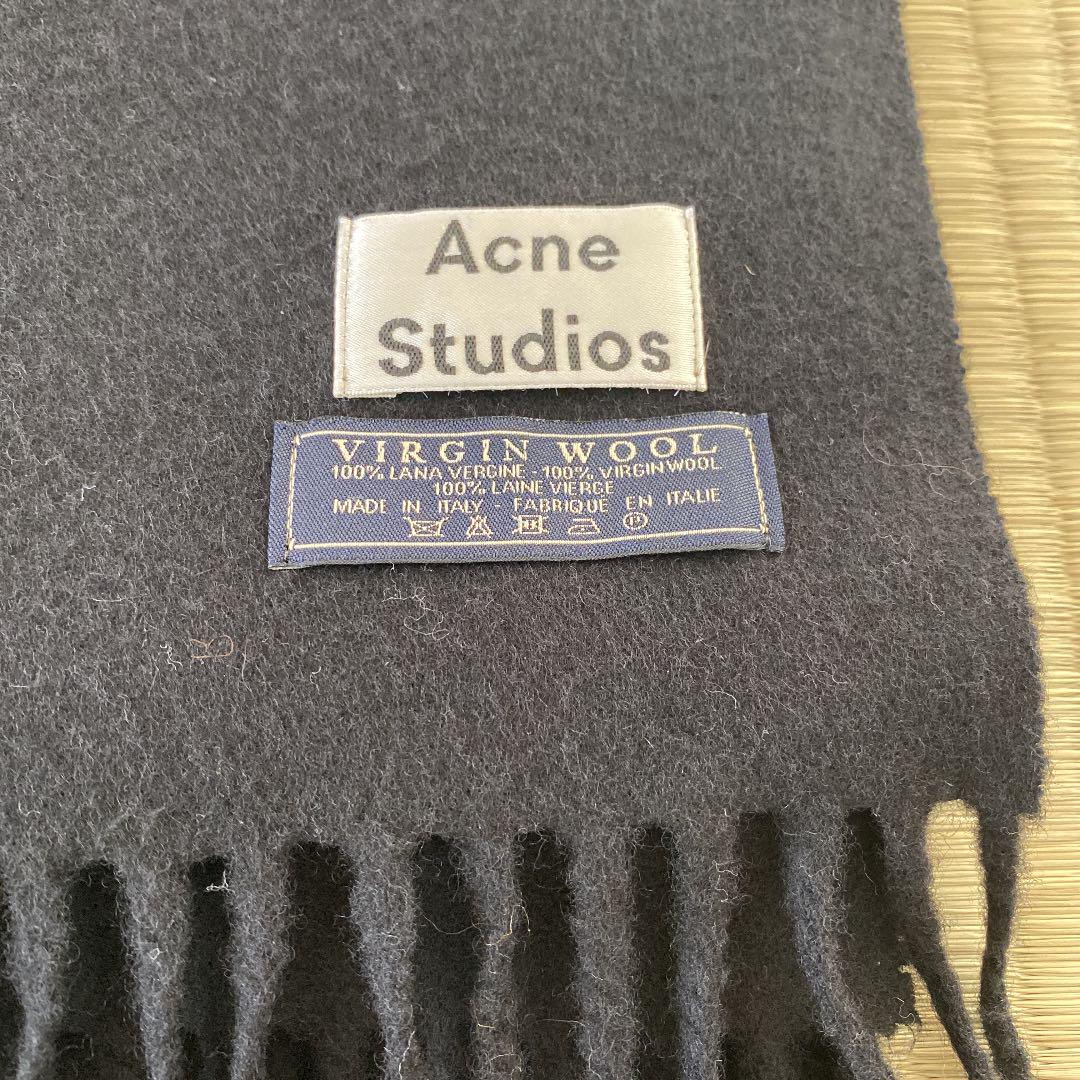 Acne
Studios
VIRGIN WOOL
100% LANA VERGINE - 100% VIRGIN WOOL
100% LAINE VIERGE
MADE IN ITALY - FABRIQUE EN ITALIE